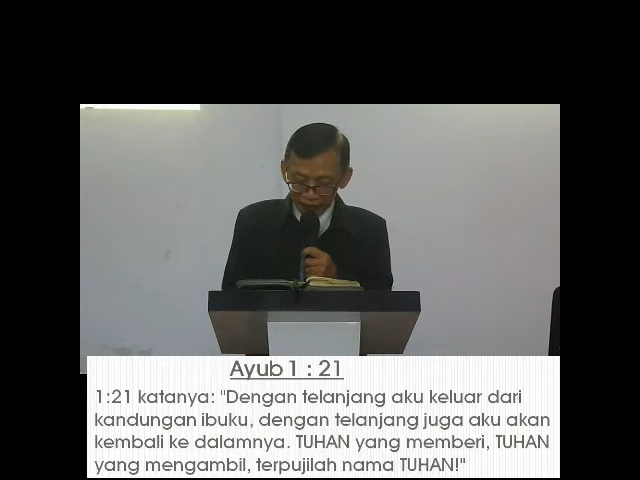 Ayub 1 : 21
1:21 katanya: "Dengan telanjang aku keluar dari
kandungan ibuku, dengan telanjang juga aku akan
kembali ke dalamnya. TUHAN yang memberi, TUHAN
yang mengambil, terpujilah nama TUHAN!"